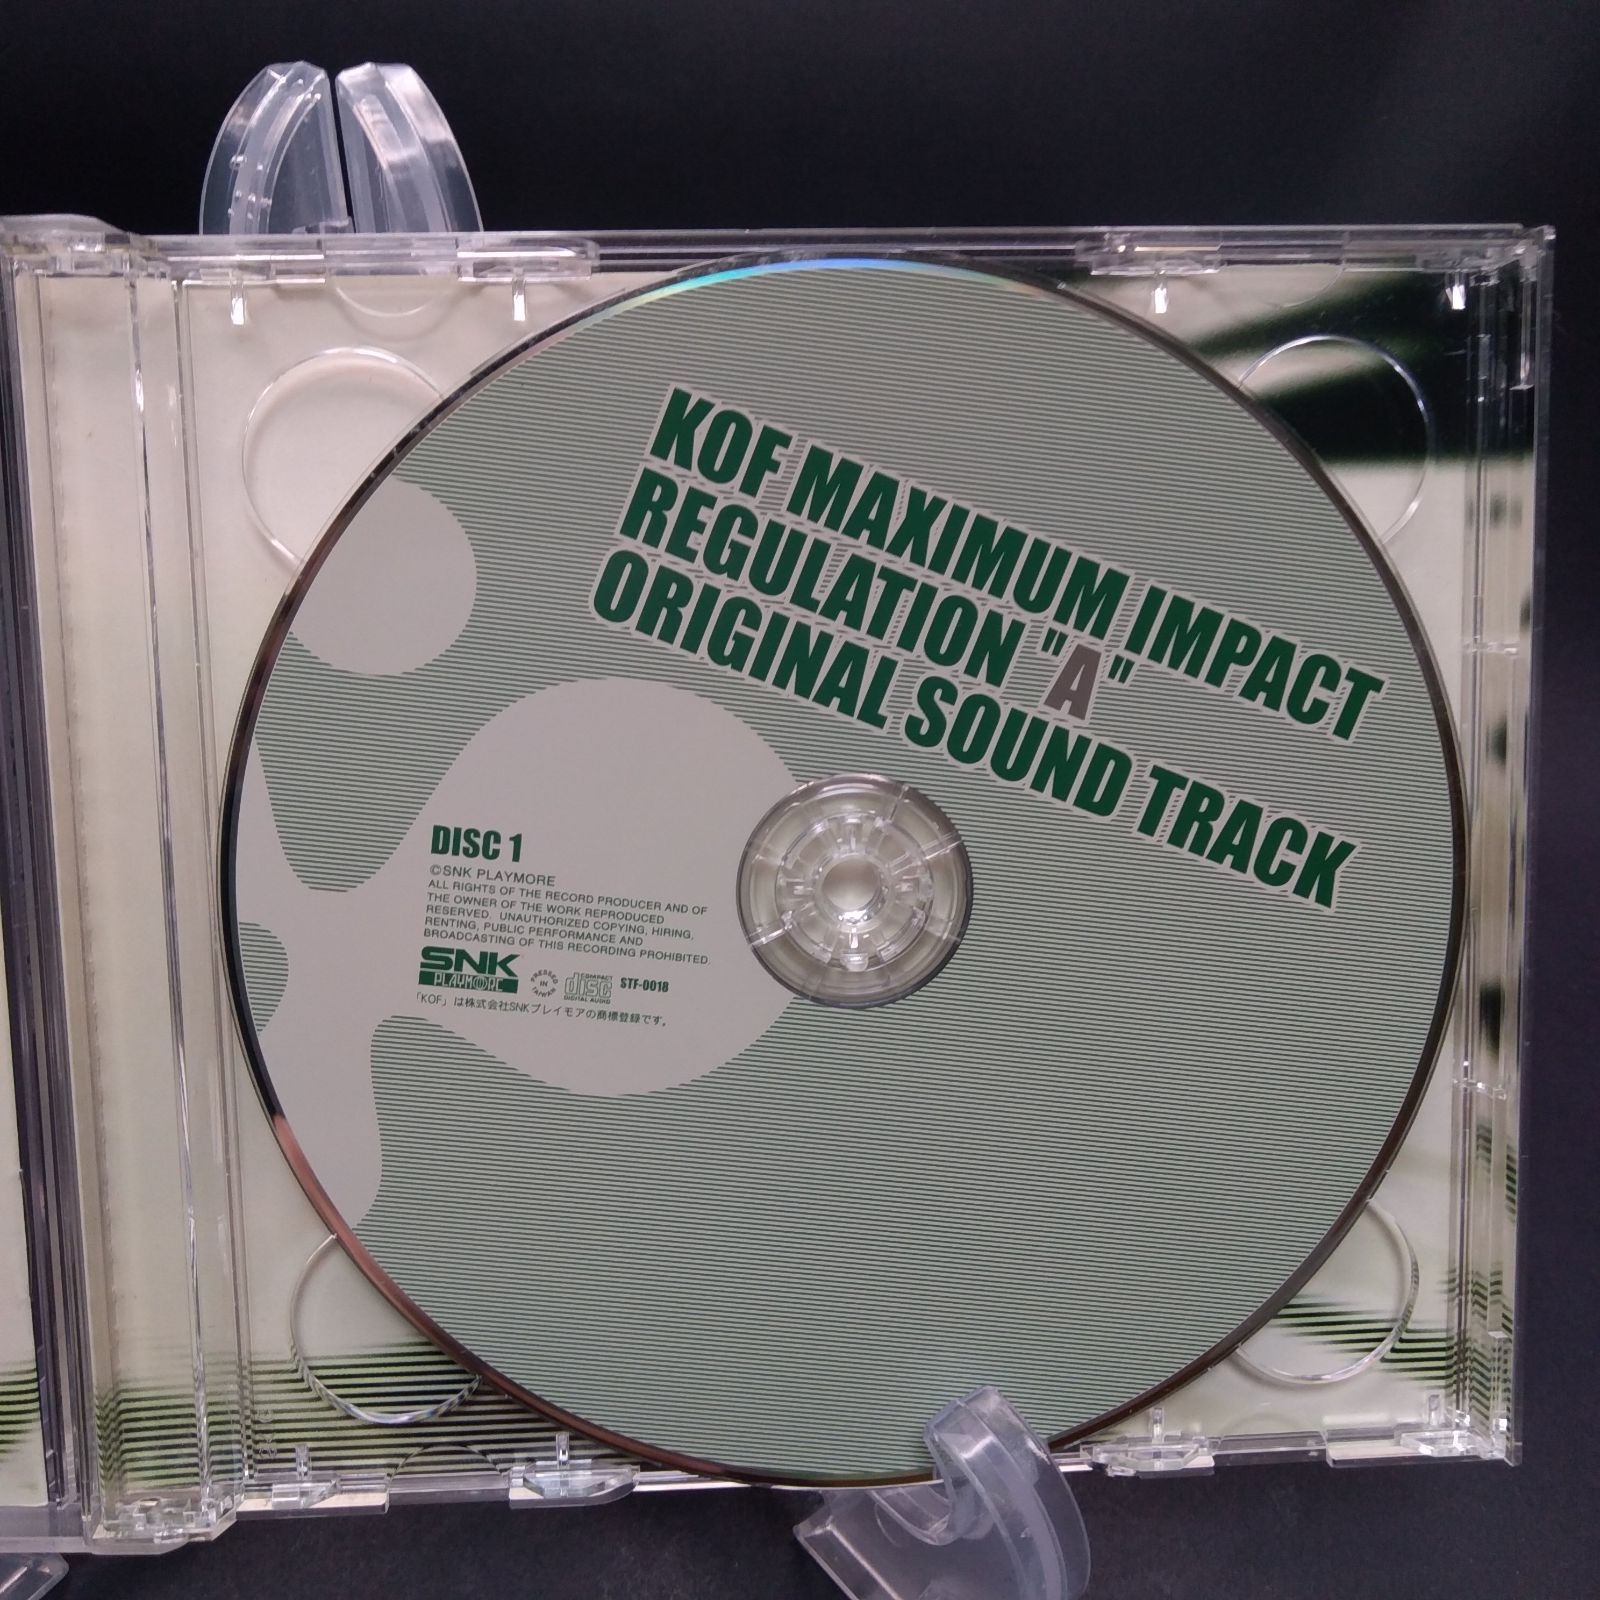 KOF MAXIMUM IMPACT
REGULATION "A"
ORIGINAL SOUND TRACK
DISC 1
©SNK PLAYMORE
ALL RIGHTS OF THE RECORD PRODUCER AND OF
THE OWNER OF THE WORK REPRODUCED
RESERVED. UNAUTHORIZED COPYING, HIRING,
RENTING, PUBLIC PERFORMANCE AND
BROADCASTING OF THIS RECORDING PROHIBITED.
SNK
PLAYMORE
PRESSED
IN
TAIWAN
COMPACT
disc
DIGITAL AUDIO
STF-0018
「KOF」は株式会社SNKプレイモアの商標登録です。